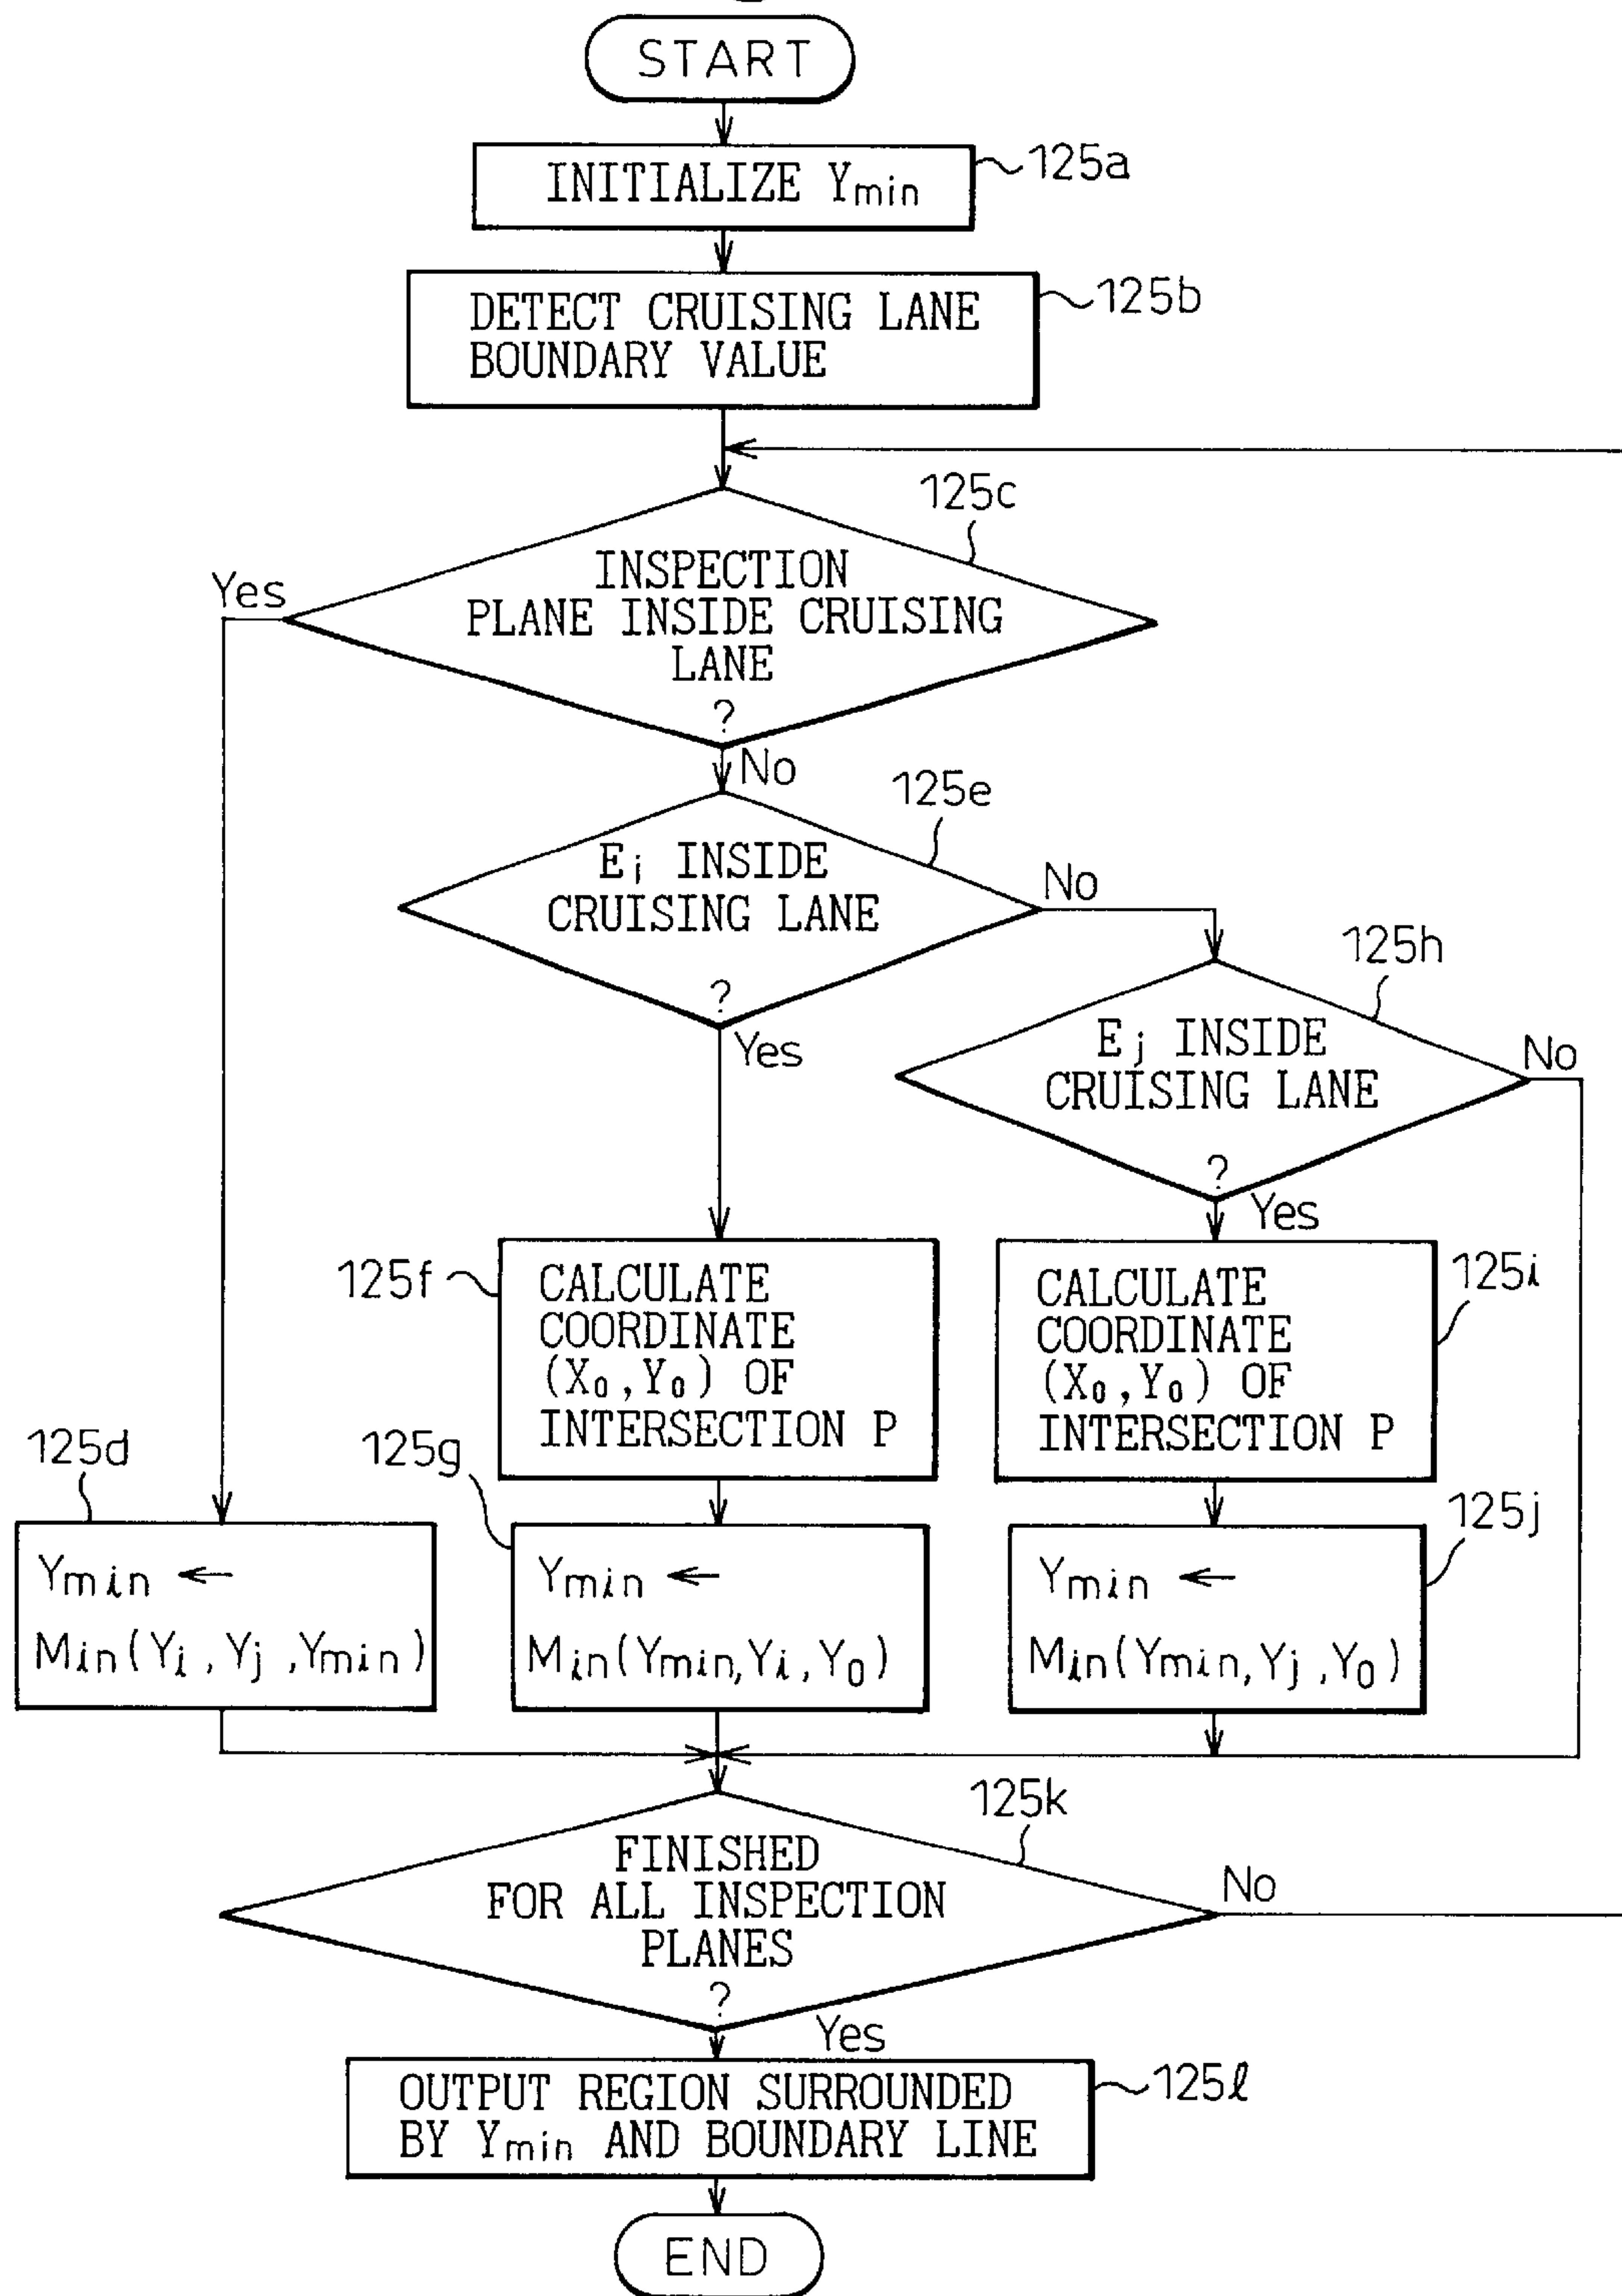 START
INITIALIZE Ymin
125a
DETECT CRUISING LANE
BOUNDARY VALUE
125b
125c
INSPECTION
PLANE INSIDE CRUISING
LANE
?
Yes
No
125e
Ei INSIDE
CRUISING LANE
?
No
Yes
125h
Ej INSIDE
CRUISING LANE
?
No
Yes
125f
CALCULATE
COORDINATE
(X0,Y0) OF
INTERSECTION P
CALCULATE
COORDINATE
(X0,Y0) OF
INTERSECTION P
125i
125d
Ymin ←
Min(Yi,Yj,Ymin)
125g
Ymin ←
Min(Ymin,Yi,Y0)
125j
Ymin ←
Min(Ymin,Yj,Y0)
125k
FINISHED
FOR ALL INSPECTION
PLANES
?
No
Yes
OUTPUT REGION SURROUNDED
BY Ymin AND BOUNDARY LINE
125l
END